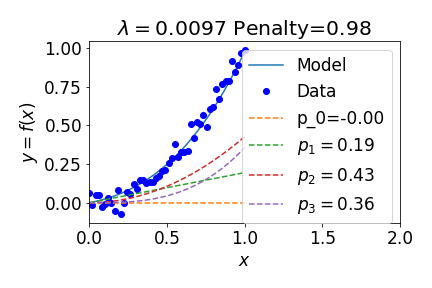 λ = 0.0097 Penalty=0.98
1.00
0.75
0.50
0.25
0.00
y = f(x)
0.0 0.5 1.0 1.5 2.0
x
Model
Data
p_0=-0.00
p₁ = 0.19
p₂ = 0.43
p₃ = 0.36